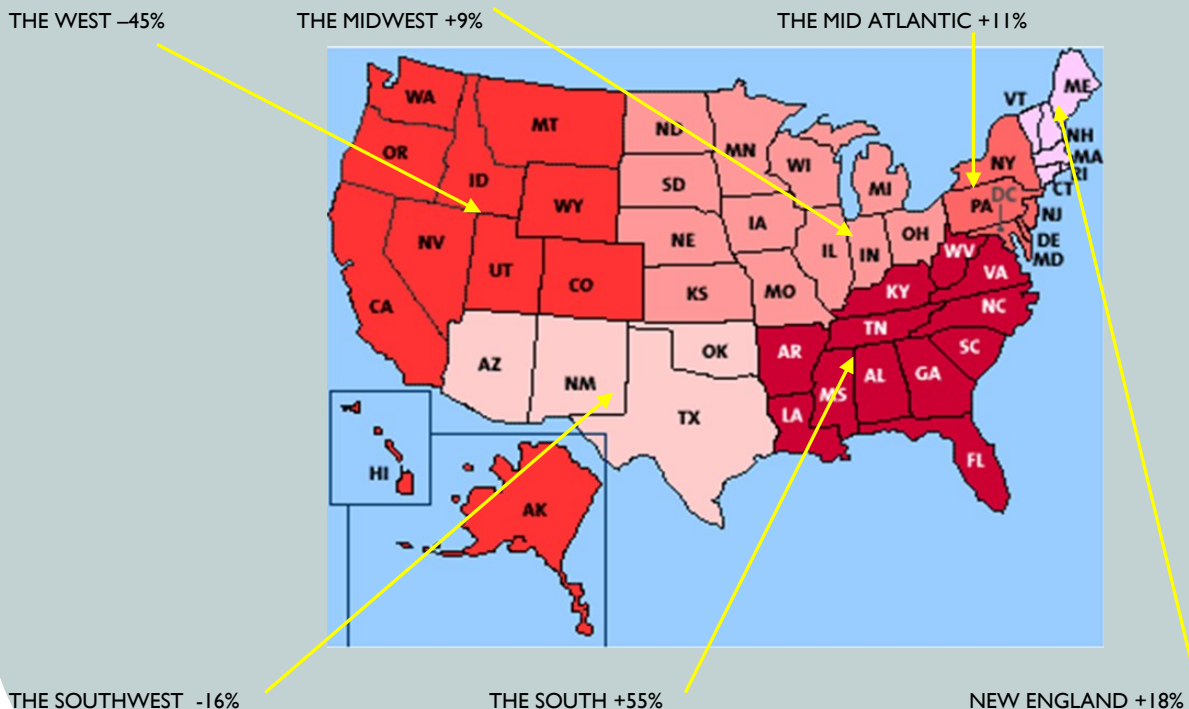 THE WEST –45%
THE MIDWEST +9%
THE MID ATLANTIC +11%
WA
MT
ND
MN
VT
ME
OR
ID
WY
SD
WI
MI
NY
NH
MA
RI
CT
NV
UT
CO
NE
IA
IL
IN
OH
PA
DC
NJ
DE
MD
CA
KS
MO
KY
WV
VA
AZ
NM
OK
AR
TN
NC
TX
LA
MS
AL
GA
SC
FL
HI
AK
THE SOUTHWEST -16%
THE SOUTH +55%
NEW ENGLAND +18%